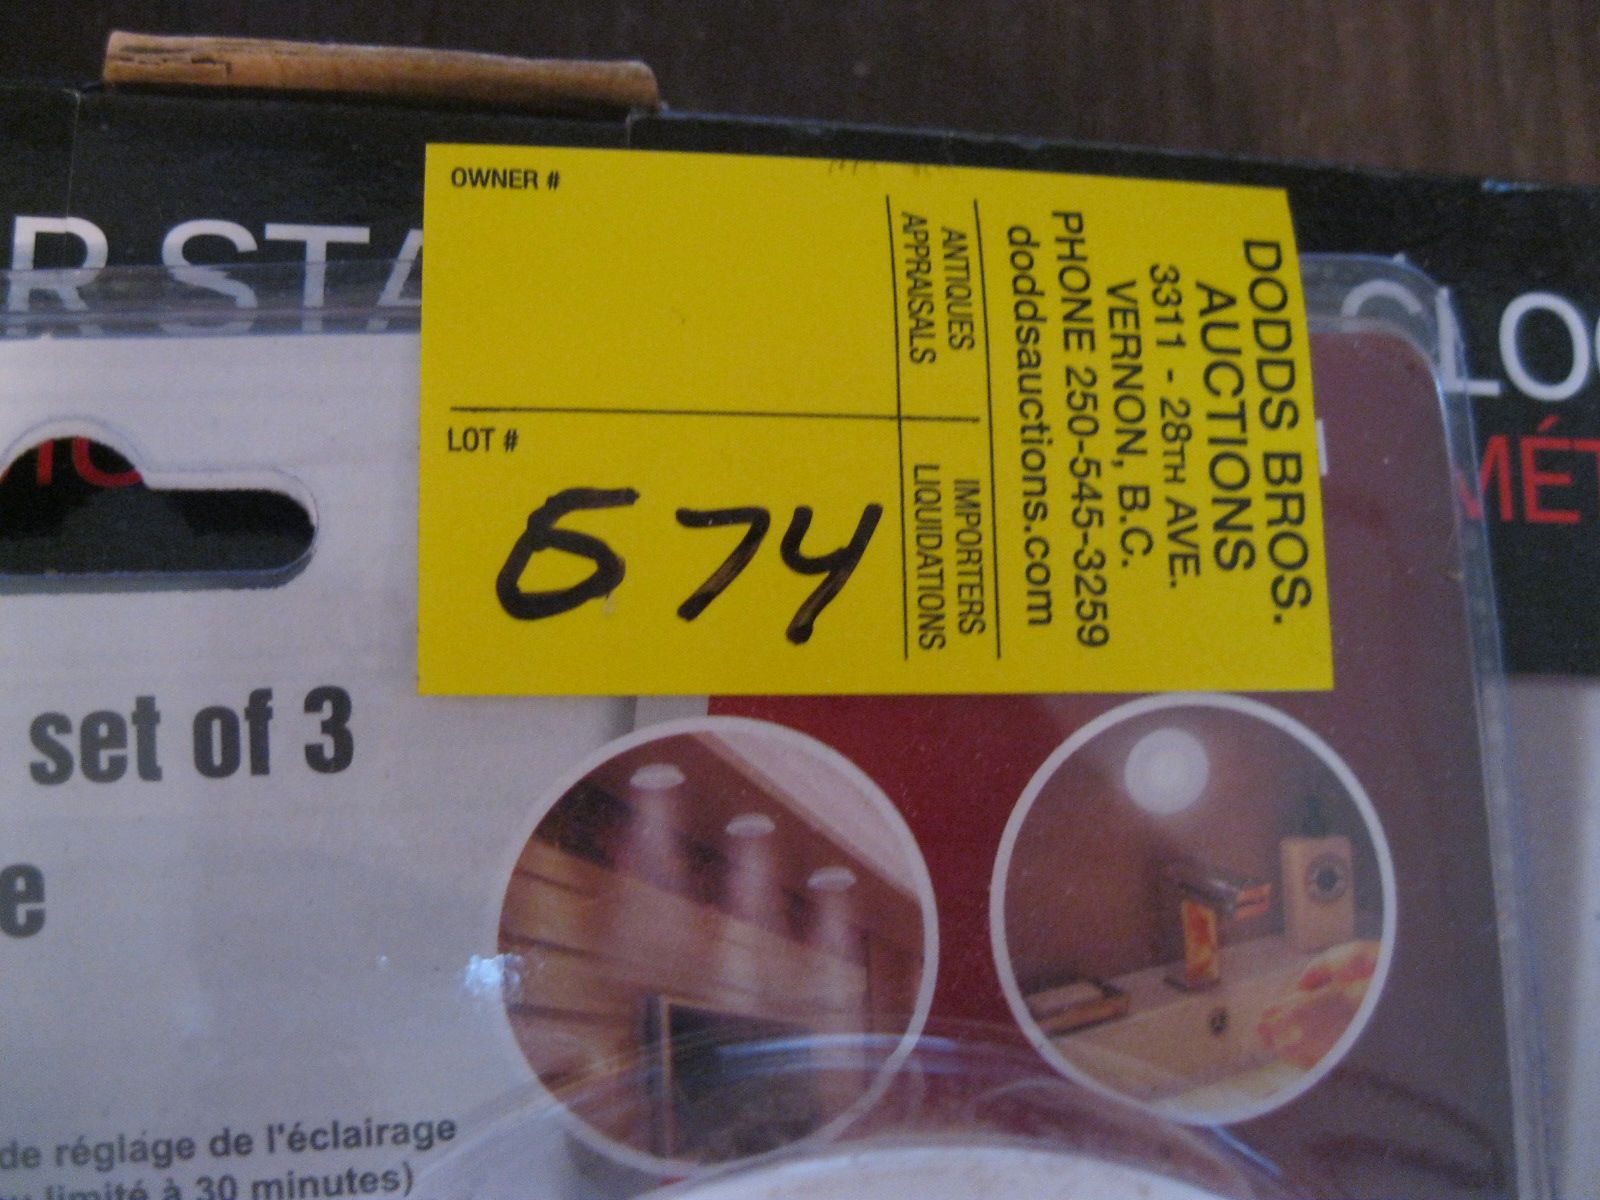 R STA
CLO
MÉT
OWNER #
LOT #
674
DODDS BROS.
AUCTIONS
3311 - 28TH AVE.
VERNON, B.C.
PHONE 250-545-3259
doddsauctions.com
ANTIQUES IMPORTERS
APPRAISALS LIQUIDATIONS
set of 3
e
de réglage de l'éclairage
limité à 30 minutes)